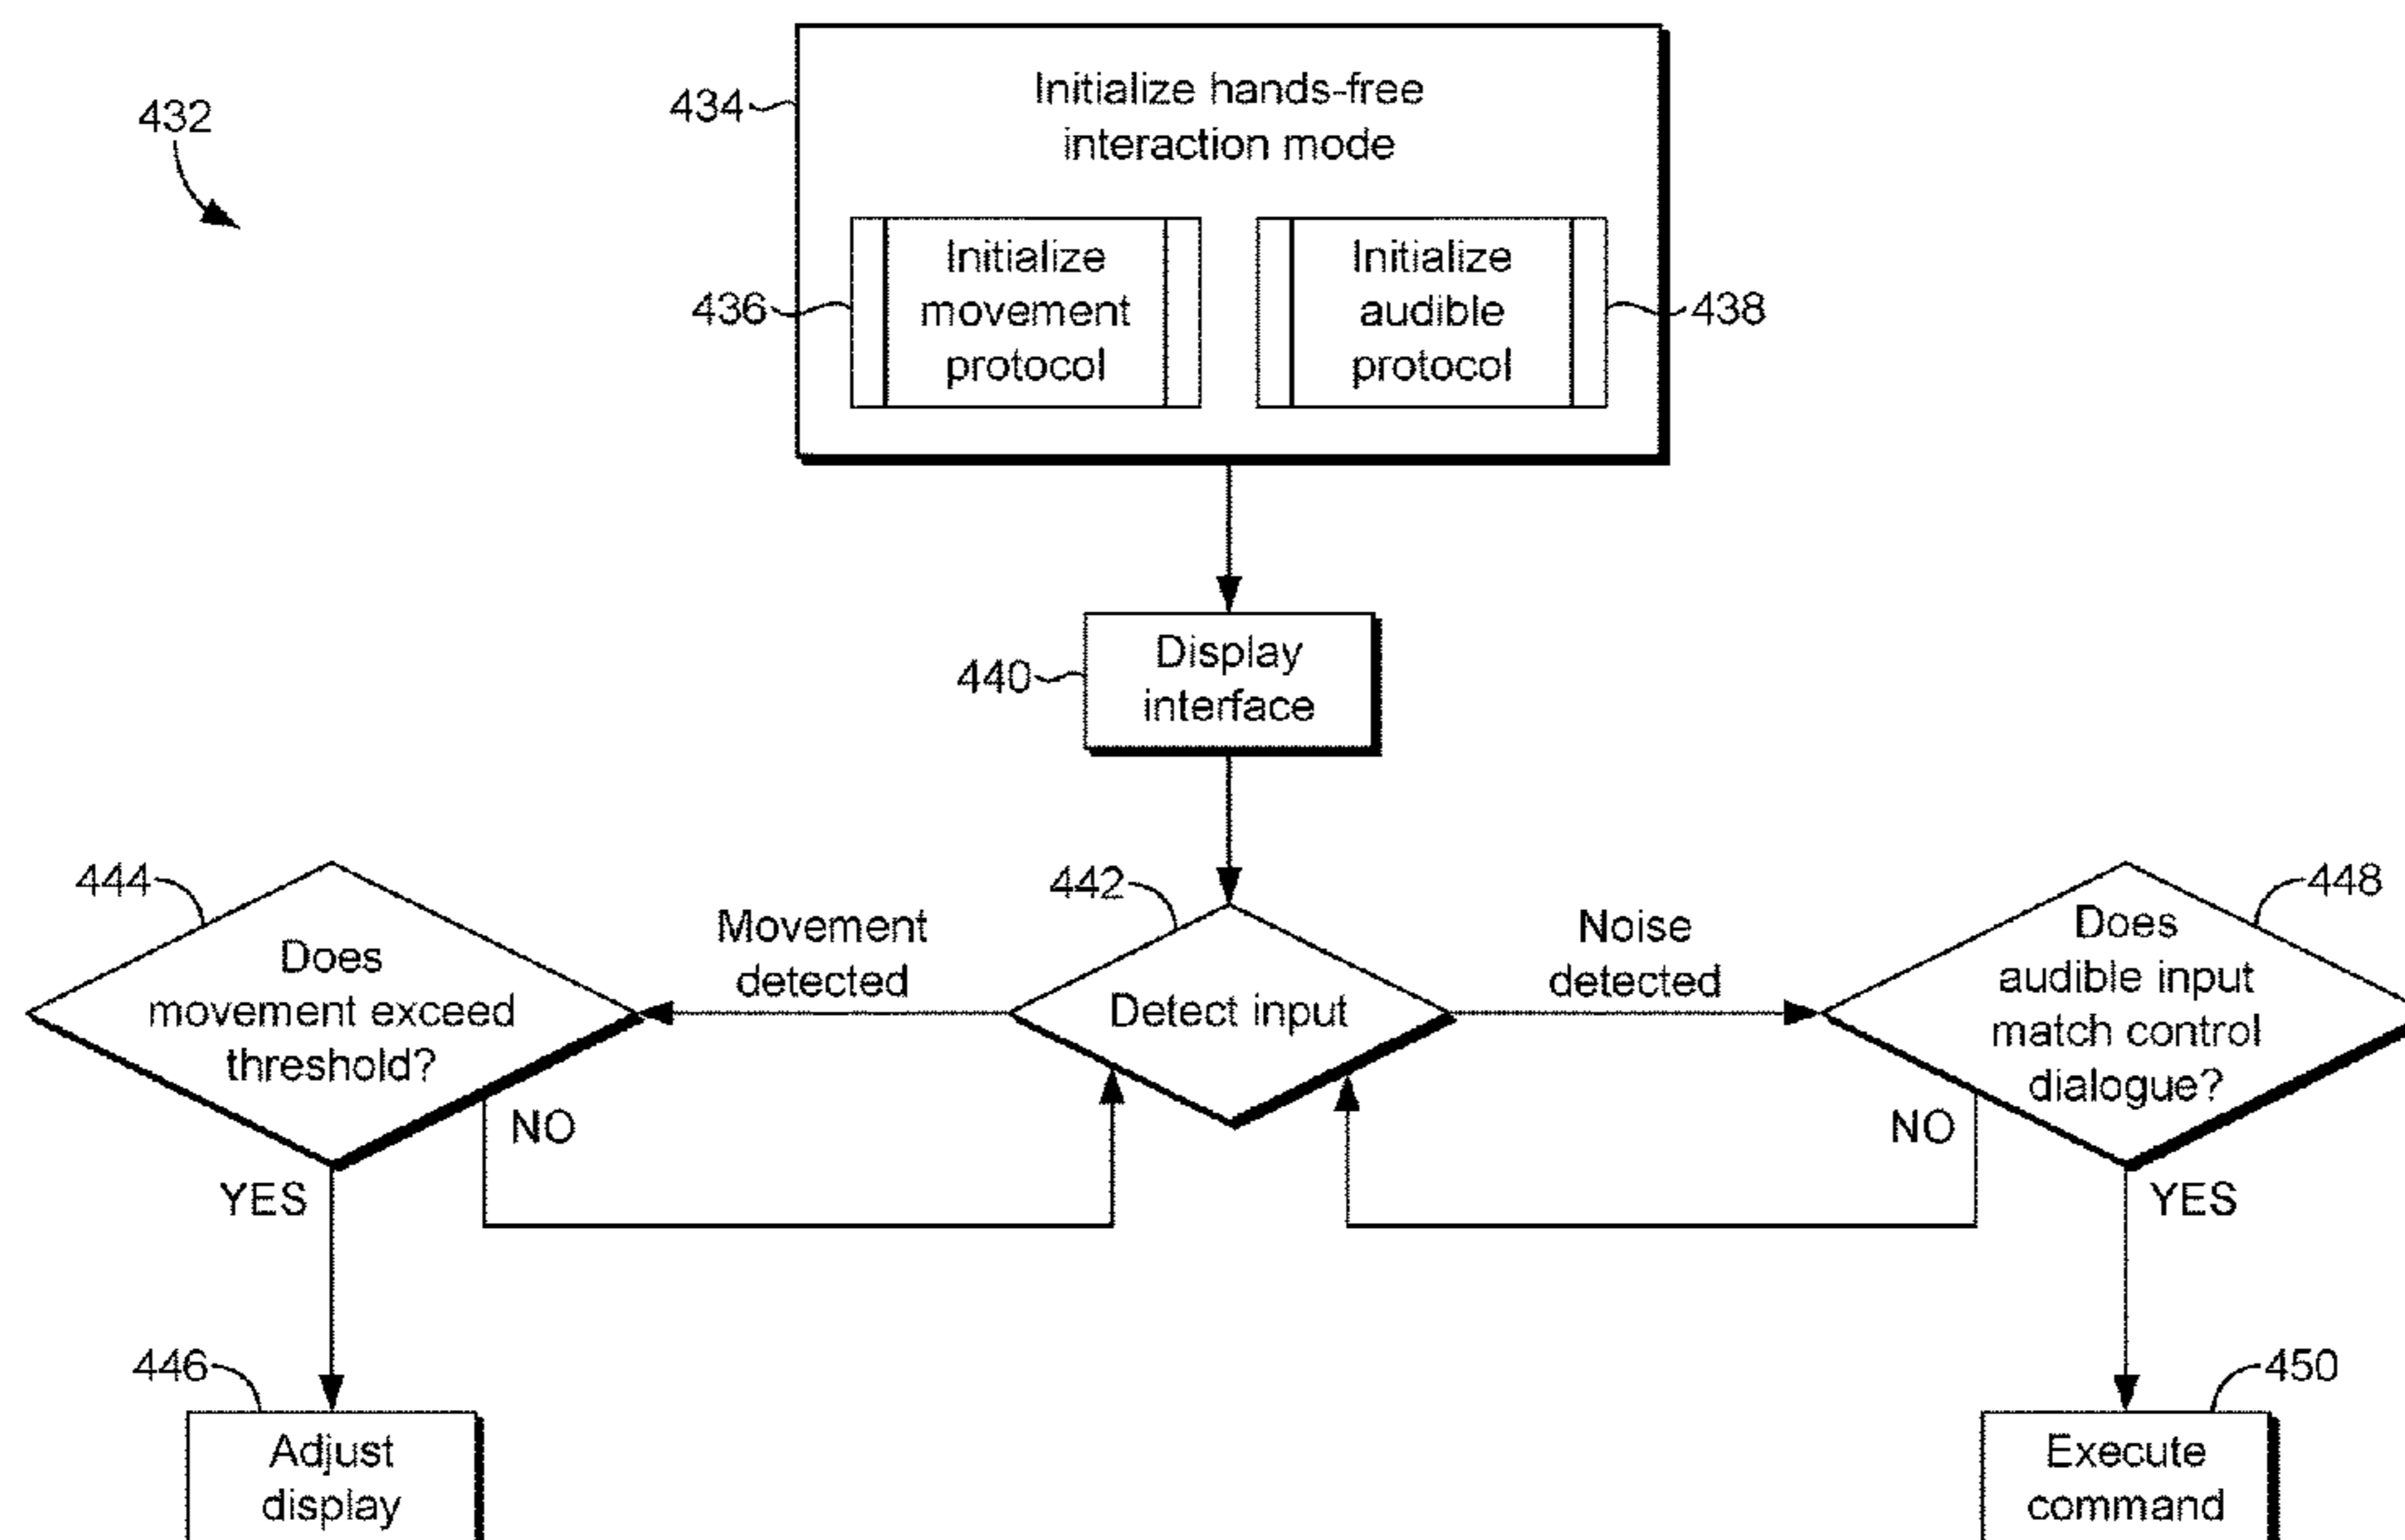 432
434
Initialize hands-free
interaction mode
436
Initialize
movement
protocol
Initialize
audible
protocol
438
440
Display
interface
444
Does
movement exceed
threshold?
Movement
detected
442
Detect input
Noise
detected
448
Does
audible input
match control
dialogue?
NO
NO
YES
YES
446
Adjust
display
450
Execute
command